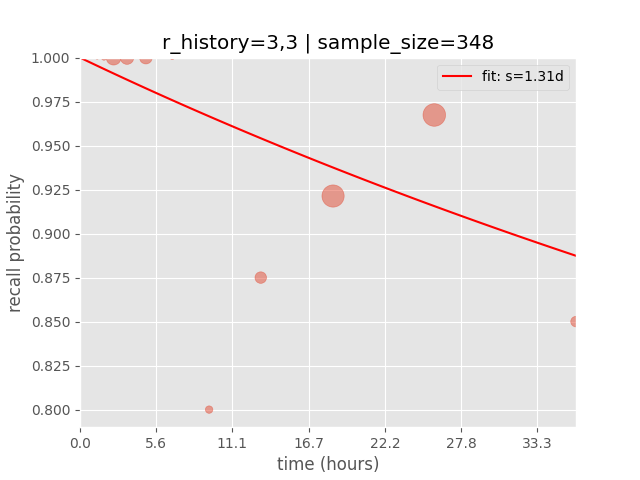 r_history=3,3 | sample_size=348
fit: s=1.31d
recall probability
1.000
0.975
0.950
0.925
0.900
0.875
0.850
0.825
0.800
0.0 5.6 11.1 16.7 22.2 27.8 33.3
time (hours)